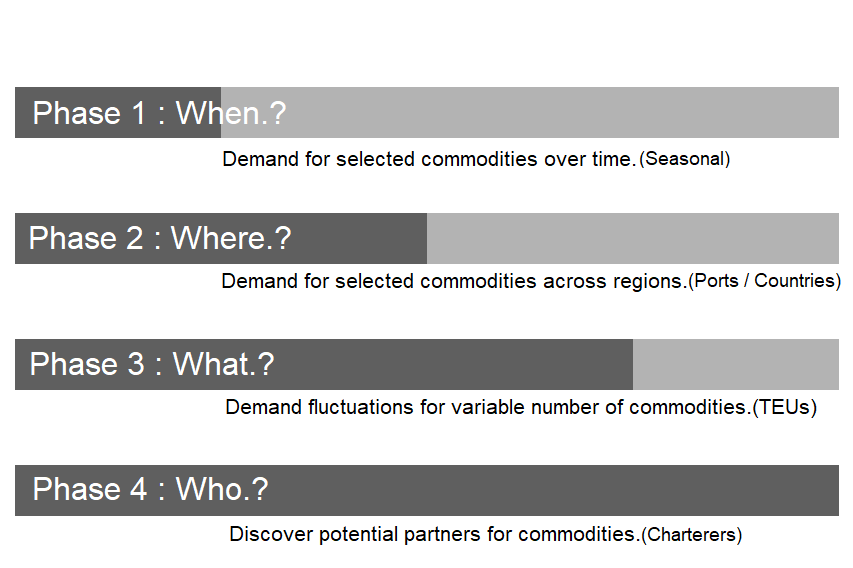 Phase 1 : When.?
Demand for selected commodities over time.(Seasonal)
Phase 2 : Where.?
Demand for selected commodities across regions.(Ports / Countries)
Phase 3 : What.?
Demand fluctuations for variable number of commodities.(TEUs)
Phase 4 : Who.?
Discover potential partners for commodities.(Charterers)